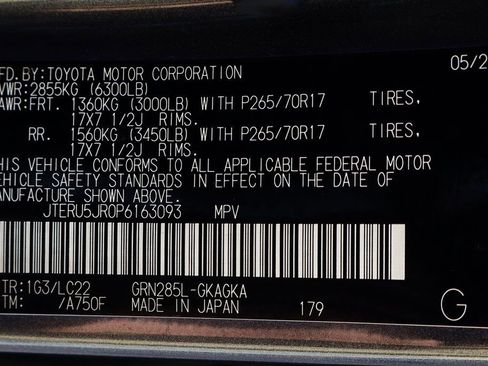 FD.BY:TOYOTA MOTOR CORPORATION 05/2
VWR:2855KG (6300LB)
AWR:FRT. 1360KG (3000LB) WITH P265/70R17 TIRES,
17X7 1/2J RIMS.
RR. 1560KG (3450LB) WITH P265/70R17 TIRES,
17X7 1/2J RIMS.
HIS VEHICLE CONFORMS TO ALL APPLICABLE FEDERAL MOTOR
EHICLE SAFETY STANDARDS IN EFFECT ON THE DATE OF
ANUFACTURE SHOWN ABOVE.
JTERU5JR0P6163093 MPV
TR:1G3/LC22 GRN285L-GKAGKA
TM: /A750F MADE IN JAPAN 179 G